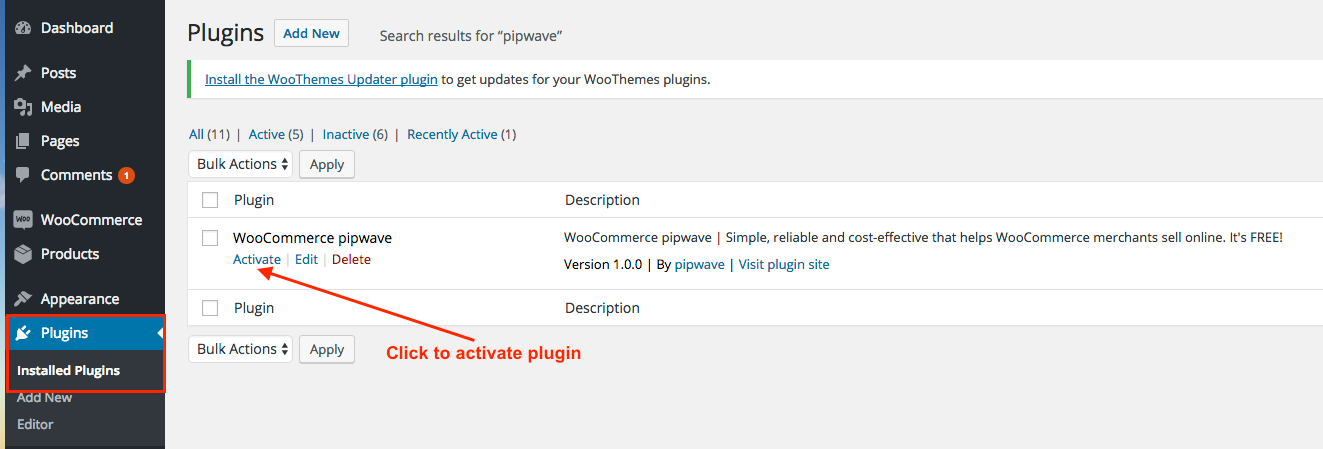 Dashboard
Posts
Media
Pages
Comments 1
WooCommerce
Products
Appearance
Plugins
Installed Plugins
Add New
Editor
Plugins Add New Search results for “pipwave”
Install the WooThemes Updater plugin to get updates for your WooThemes plugins.
All (11) | Active (5) | Inactive (6) | Recently Active (1)
Bulk Actions Apply
Plugin Description
WooCommerce pipwave WooCommerce pipwave | Simple, reliable and cost-effective that helps WooCommerce merchants sell online. It's FREE!
Activate | Edit | Delete Version 1.0.0 | By pipwave | Visit plugin site
Plugin Description
Bulk Actions Apply
Click to activate plugin